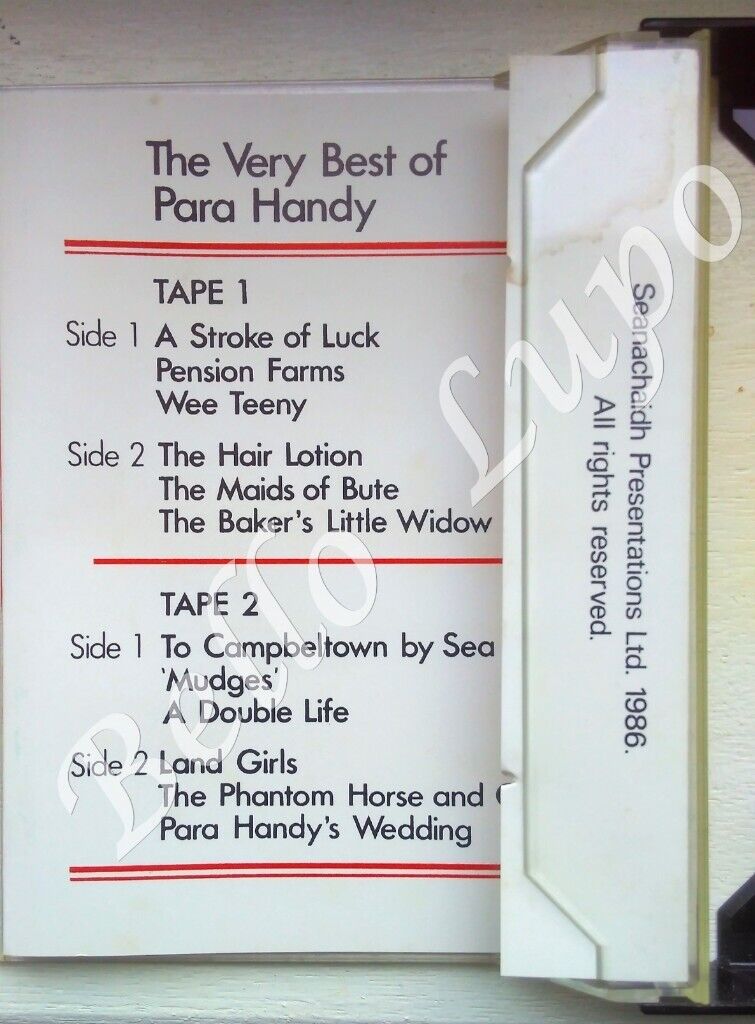 The Very Best of
Para Handy
TAPE 1
Side 1 A Stroke of Luck
Pension Farms
Wee Teeny
Side 2 The Hair Lotion
The Maids of Bute
The Baker's Little Widow
TAPE 2
Side 1 To Campbeltown by Sea
'Mudges'
A Double Life
Side 2 Land Girls
The Phantom Horse and
Para Handy's Wedding
Seanachaidh Presentations Ltd. 1986.
All rights reserved.
Bello Lupo